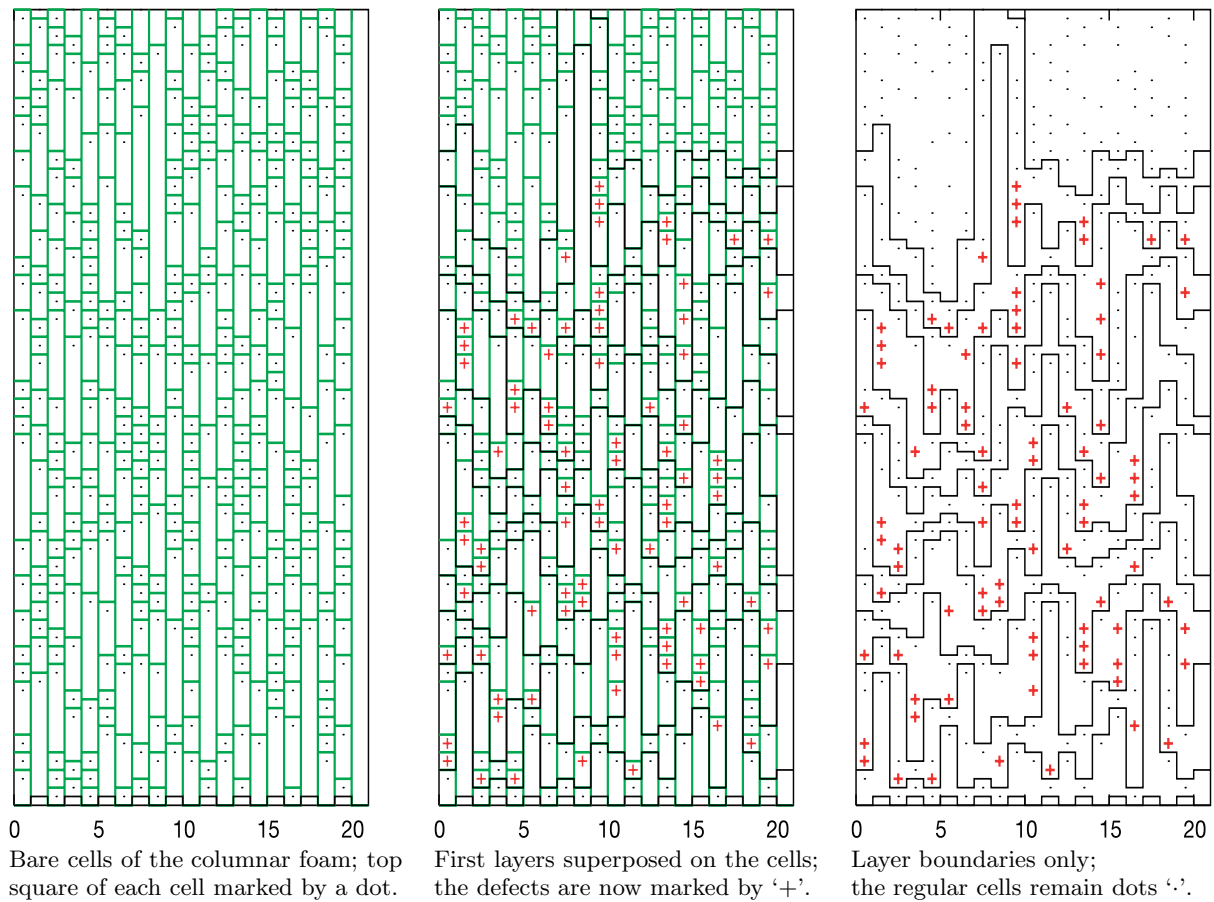 0 5 10 15 20
0 5 10 15 20
0 5 10 15 20
Bare cells of the columnar foam; top
square of each cell marked by a dot.
First layers superposed on the cells;
the defects are now marked by ‘+’.
Layer boundaries only;
the regular cells remain dots ‘·’.